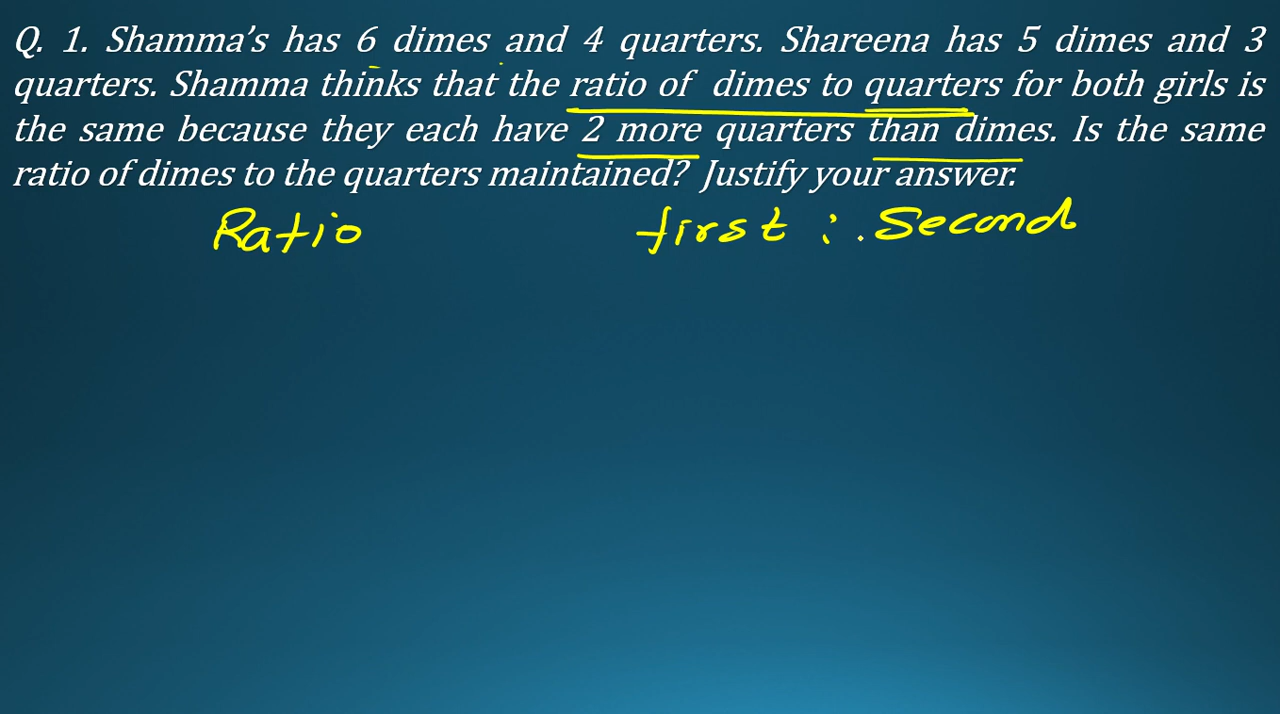 Q. 1. Shamma's has 6 dimes and 4 quarters. Shareena has 5 dimes and 3
quarters. Shamma thinks that the ratio of dimes to quarters for both girls is
the same because they each have 2 more quarters than dimes. Is the same
ratio of dimes to the quarters maintained? Justify your answer.
Ratio first : Second